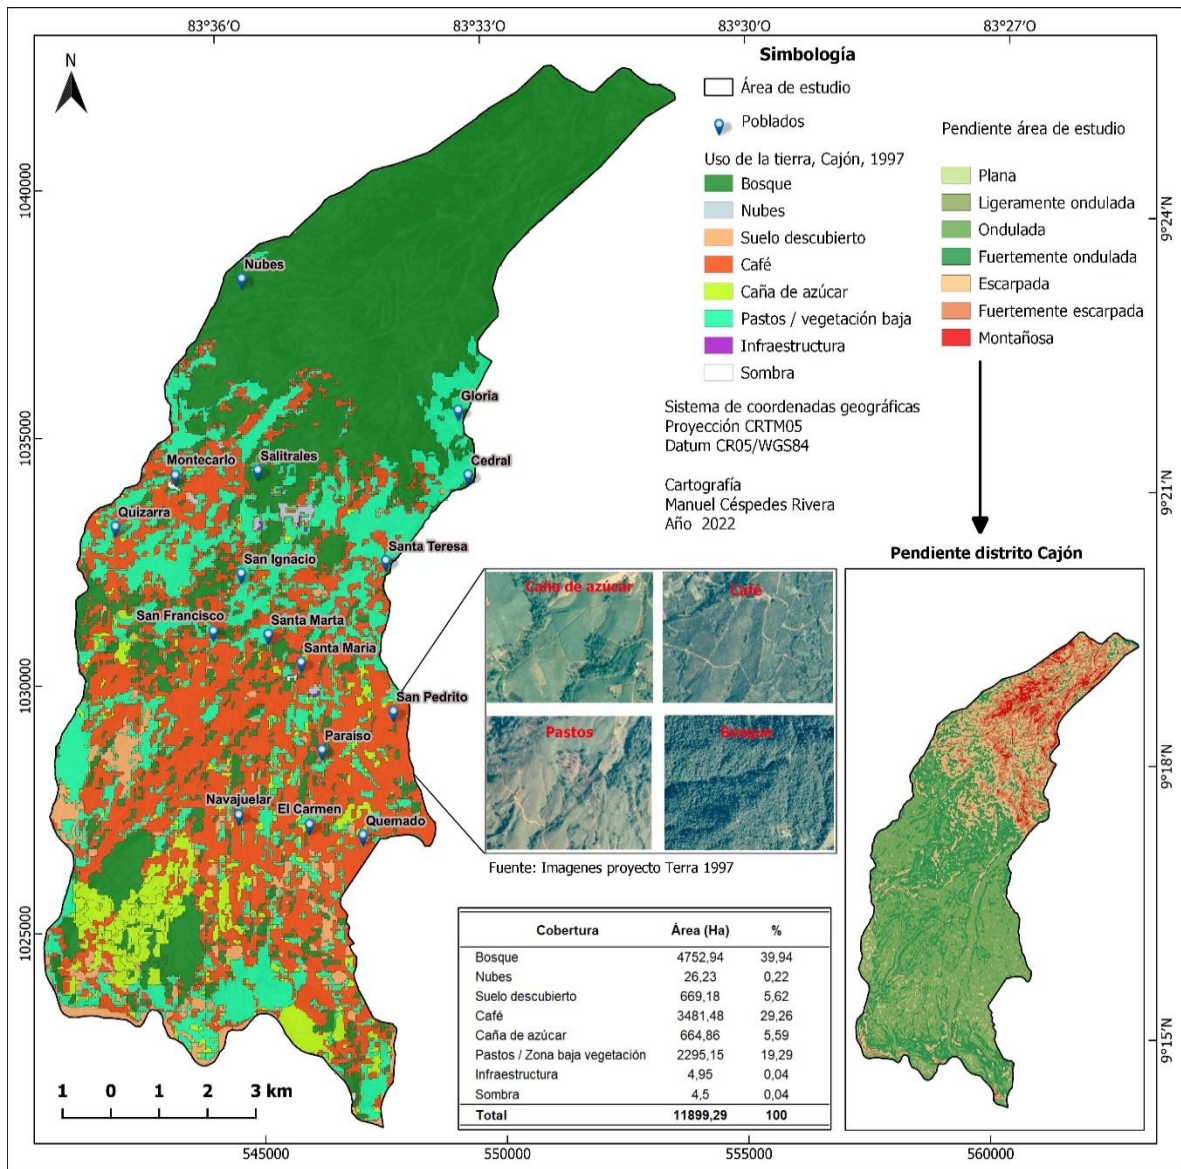 83°36′O 83°33′O 83°30′O 83°27′O
N
Simbología
Área de estudio
Poblados
Uso de la tierra, Cajón, 1997
Bosque
Nubes
Suelo descubierto
Café
Caña de azúcar
Pastos / vegetación baja
Infraestructura
Sombra
Pendiente área de estudio
Plana
Ligeramente ondulada
Ondulada
Fuertemente ondulada
Escarpada
Fuertemente escarpada
Montañosa
Sistema de coordenadas geográficas
Proyección CRTM05
Datum CR05/WGS84
Cartografía
Manuel Céspedes Rivera
Año 2022
Pendiente distrito Cajón
1040000
1035000
1030000
1025000
9°24′N
9°21′N
9°18′N
9°15′N
Nubes
Gloria
Montecarlo
Salitrales
Cedral
Quizarra
Santa Teresa
San Ignacio
San Francisco
Santa Marta
Santa María
San Pedrito
Paraíso
Navajuelar
El Carmen
Quemado
Caña de azúcar
Café
Pastos
Bosque
Fuente: Imagenes proyecto Terra 1997
Cobertura Área (Ha) %
Bosque 4752,94 39,94
Nubes 26,23 0,22
Suelo descubierto 669,18 5,62
Café 3481,48 29,26
Caña de azúcar 664,86 5,59
Pastos / Zona baja vegetación 2295,15 19,29
Infraestructura 4,95 0,04
Sombra 4,5 0,04
Total 11899,29 100
1 0 1 2 3 km
545000 550000 555000 560000